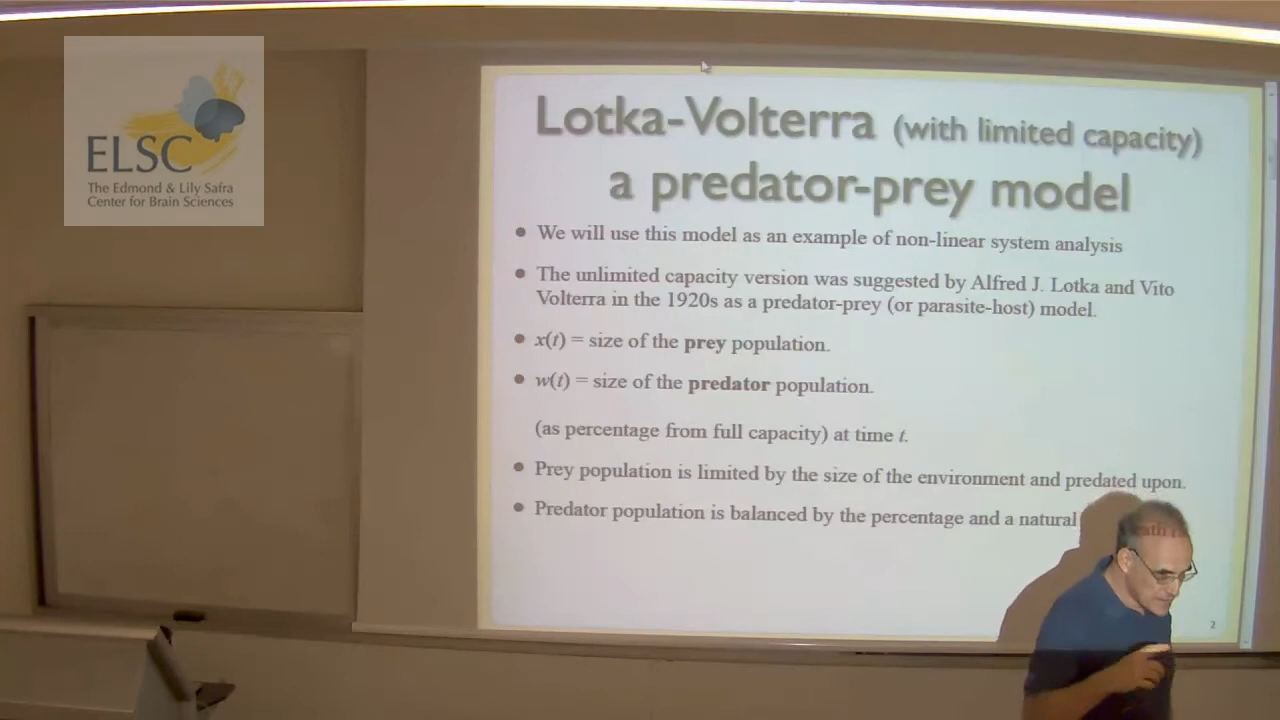 ELSC
The Edmond & Lily Safra
Center for Brain Sciences
Lotka-Volterra (with limited capacity)
a predator-prey model
• We will use this model as an example of non-linear system analysis
• The unlimited capacity version was suggested by Alfred J. Lotka and Vito
Volterra in the 1920s as a predator-prey (or parasite-host) model.
• x(t) = size of the prey population.
• w(t) = size of the predator population.
(as percentage from full capacity) at time t.
• Prey population is limited by the size of the environment and predated upon.
• Predator population is balanced by the percentage and a natural
2